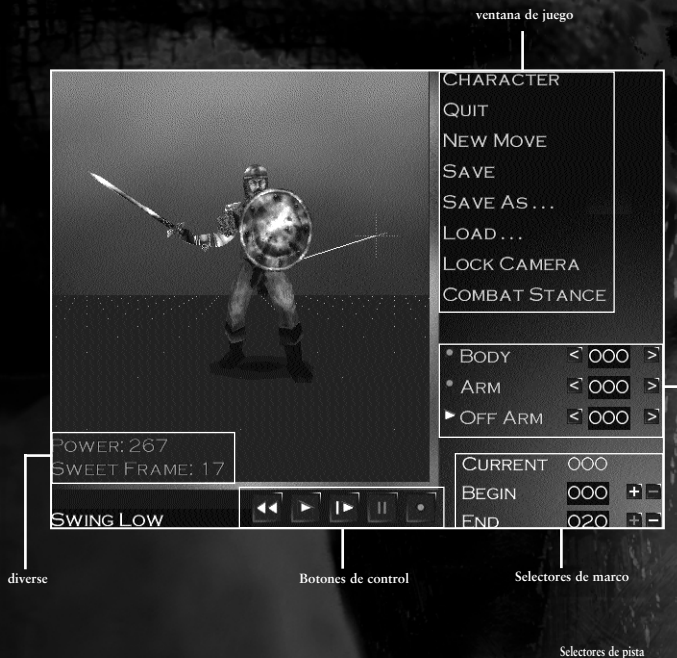 ventana de juego
CHARACTER
QUIT
NEW MOVE
SAVE
SAVE AS...
LOAD...
LOCK CAMERA
COMBAT STANCE
BODY < 000 >
ARM < 000 >
OFF ARM < 000 >
POWER: 267
SWEET FRAME: 17
CURRENT 000
BEGIN 000 + -
END 020 + -
SWING LOW
diverse
Botones de control
Selectores de marco
Selectores de pista